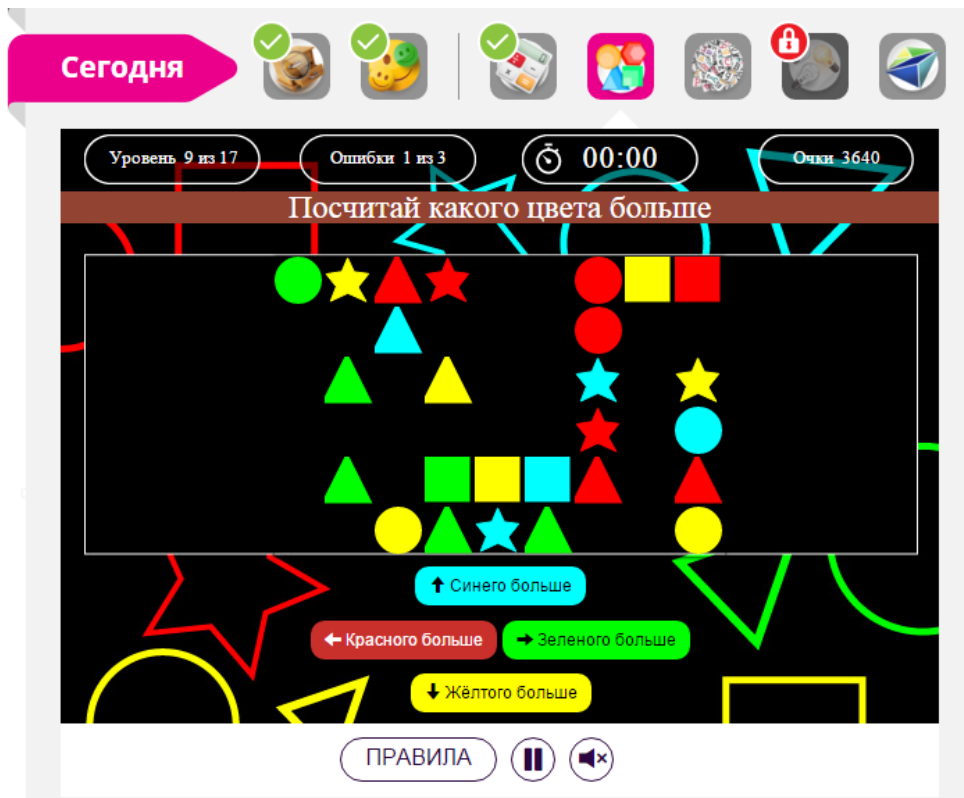 Сегодня
Уровень 9 из 17
Ошибки 1 из 3
00:00
Очки 3640
Посчитай какого цвета больше
Синего больше
Красного больше
Зеленого больше
Жёлтого больше
ПРАВИЛА